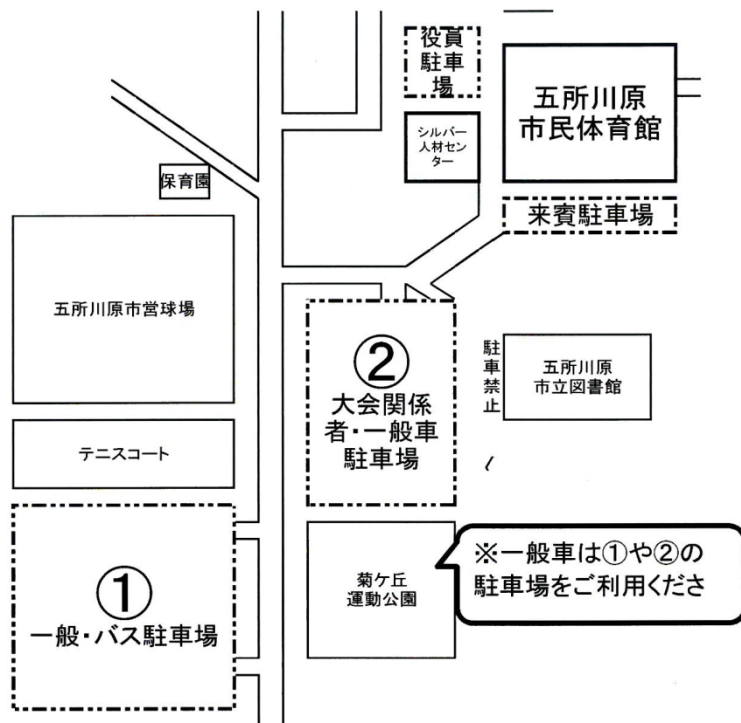 役員
駐車
場
五所川原
市民体育館
シルバー
人材セン
ター
保育園
来賓駐車場
五所川原市営球場
②
大会関係
者・一般車
駐車場
駐車禁止
五所川原
市立図書館
テニスコート
①
一般・バス駐車場
菊ケ丘
運動公園
※一般車は①や②の
駐車場をご利用くださ